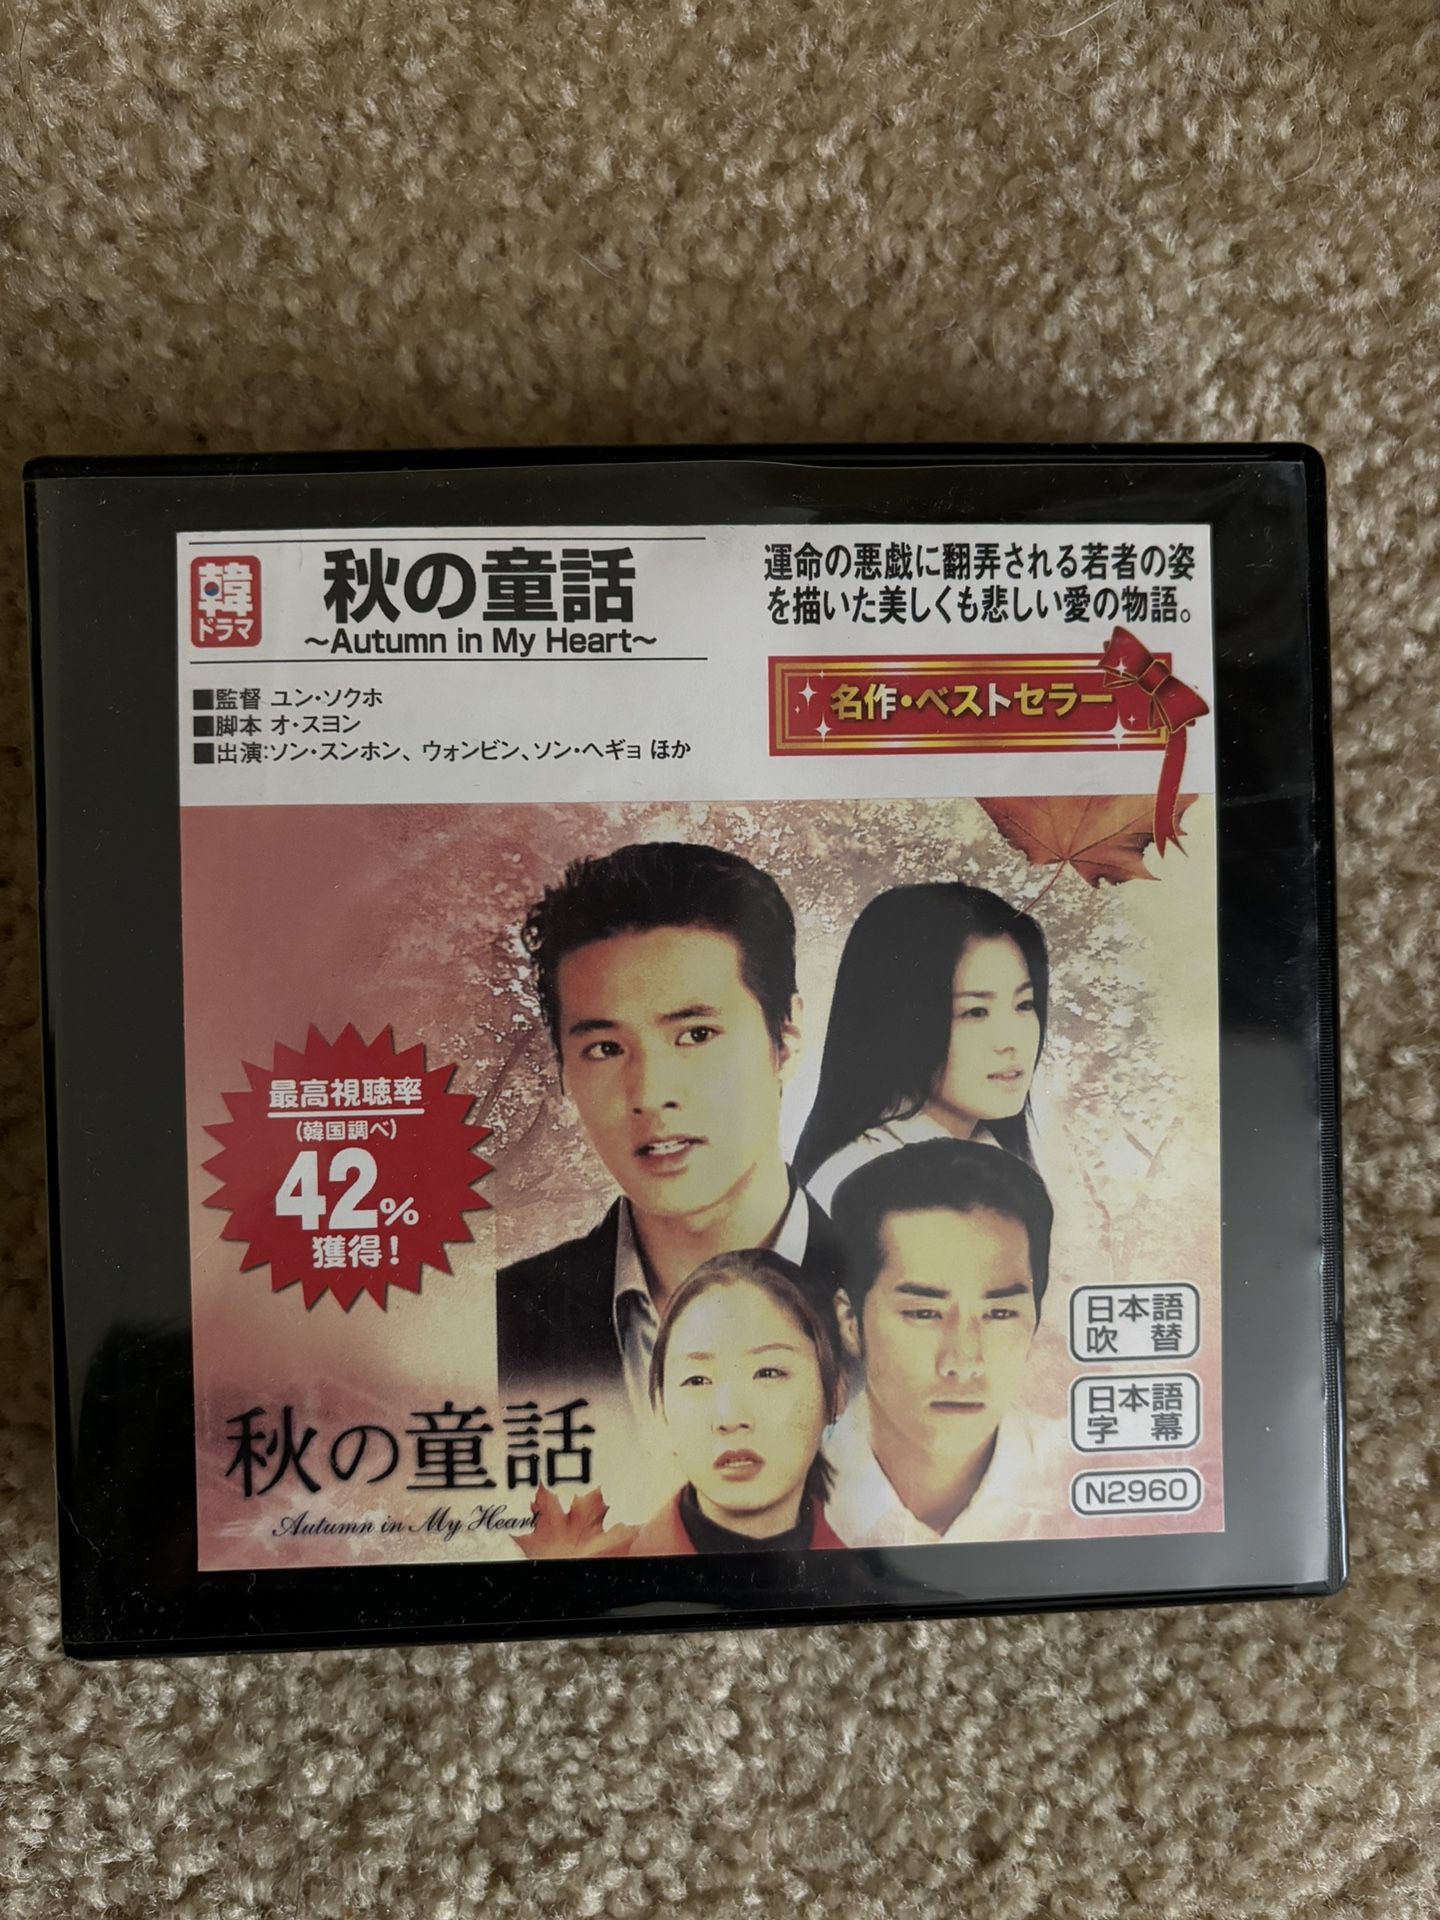 韓
ドラマ
秋の童話
～Autumn in My Heart～
■監督 ユン・ソクホ
■脚本 オ・スヨン
■出演:ソン・スンホン、ウォンビン、ソン・ヘギョ ほか
運命の悪戯に翻弄される若者の姿
を描いた美しくも悲しい愛の物語。
名作・ベストセラー
最高視聴率
(韓国調べ)
42%
獲得！
秋の童話
Autumn in My Heart
日本語
吹替
日本語
字幕
N2960